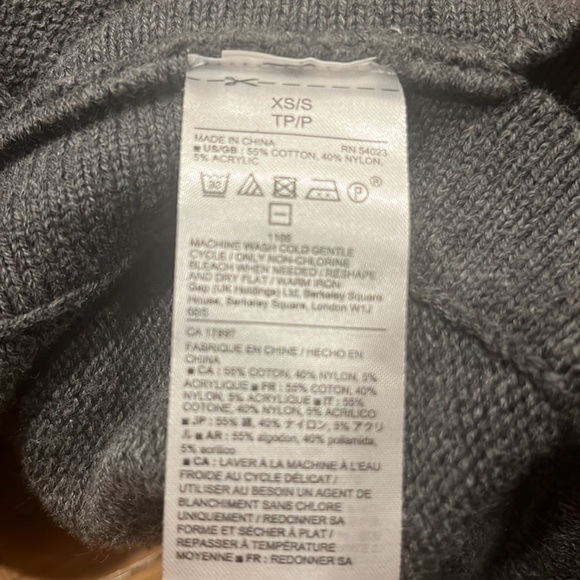 XS/S
TP/P
MADE IN CHINA RN 54023
■ US/GB : 55% COTTON, 40% NYLON,
5% ACRYLIC
30 P ®
MACHINE WASH COLD GENTLE
CYCLE / ONLY NON-CHLORINE
BLEACH WHEN NEEDED / RESHAPE
AND DRY FLAT / WARM IRON
Gap (UK Holdings) Ltd, Berkeley Square
House, Berkeley Square, London W1J
CA 17897
FABRIQUÉ EN CHINE / HECHO EN
CHINA
■ CA : 55% COTON, 40% NYLON, 5%
ACRYLIQUE ■ FR : 55% COTON, 40%
NYLON, 5% ACRYLIQUE ■ IT : 55%
COTONE, 40% NYLON, 5% ACRILICO
■ JP : 55% 綿, 40% ナイロン, 5% アクリ
ル ■ AR : 55% algodon, 40% poliamida,
5% acrilico
■ CA : LAVER À LA MACHINE À L'EAU
FROIDE AU CYCLE DÉLICAT /
UTILISER AU BESOIN UN AGENT DE
BLANCHIMENT SANS CHLORE
UNIQUEMENT / REDONNER SA
FORME ET SÉCHER À PLAT /
REPASSER À TEMPÉRATURE
MOYENNE ■ FR : REDONNER SA